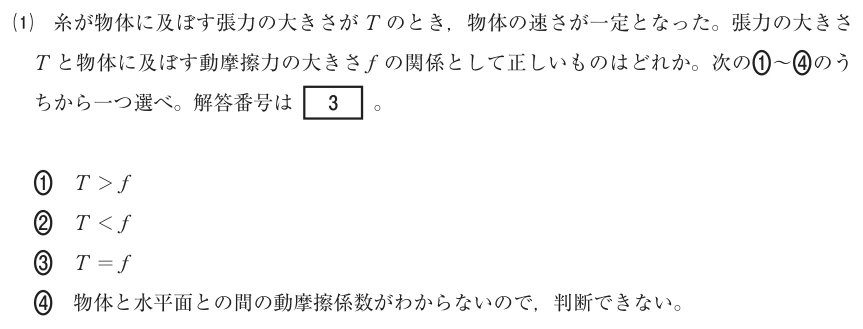 (1) 糸が物体に及ぼす張力の大きさが T のとき，物体の速さが一定となった。張力の大きさ
T と物体に及ぼす動摩擦力の大きさ f の関係として正しいものはどれか。次の①～④のう
ちから一つ選べ。解答番号は 3 。
① T > f
② T < f
③ T = f
④ 物体と水平面との間の動摩擦係数がわからないので，判断できない。